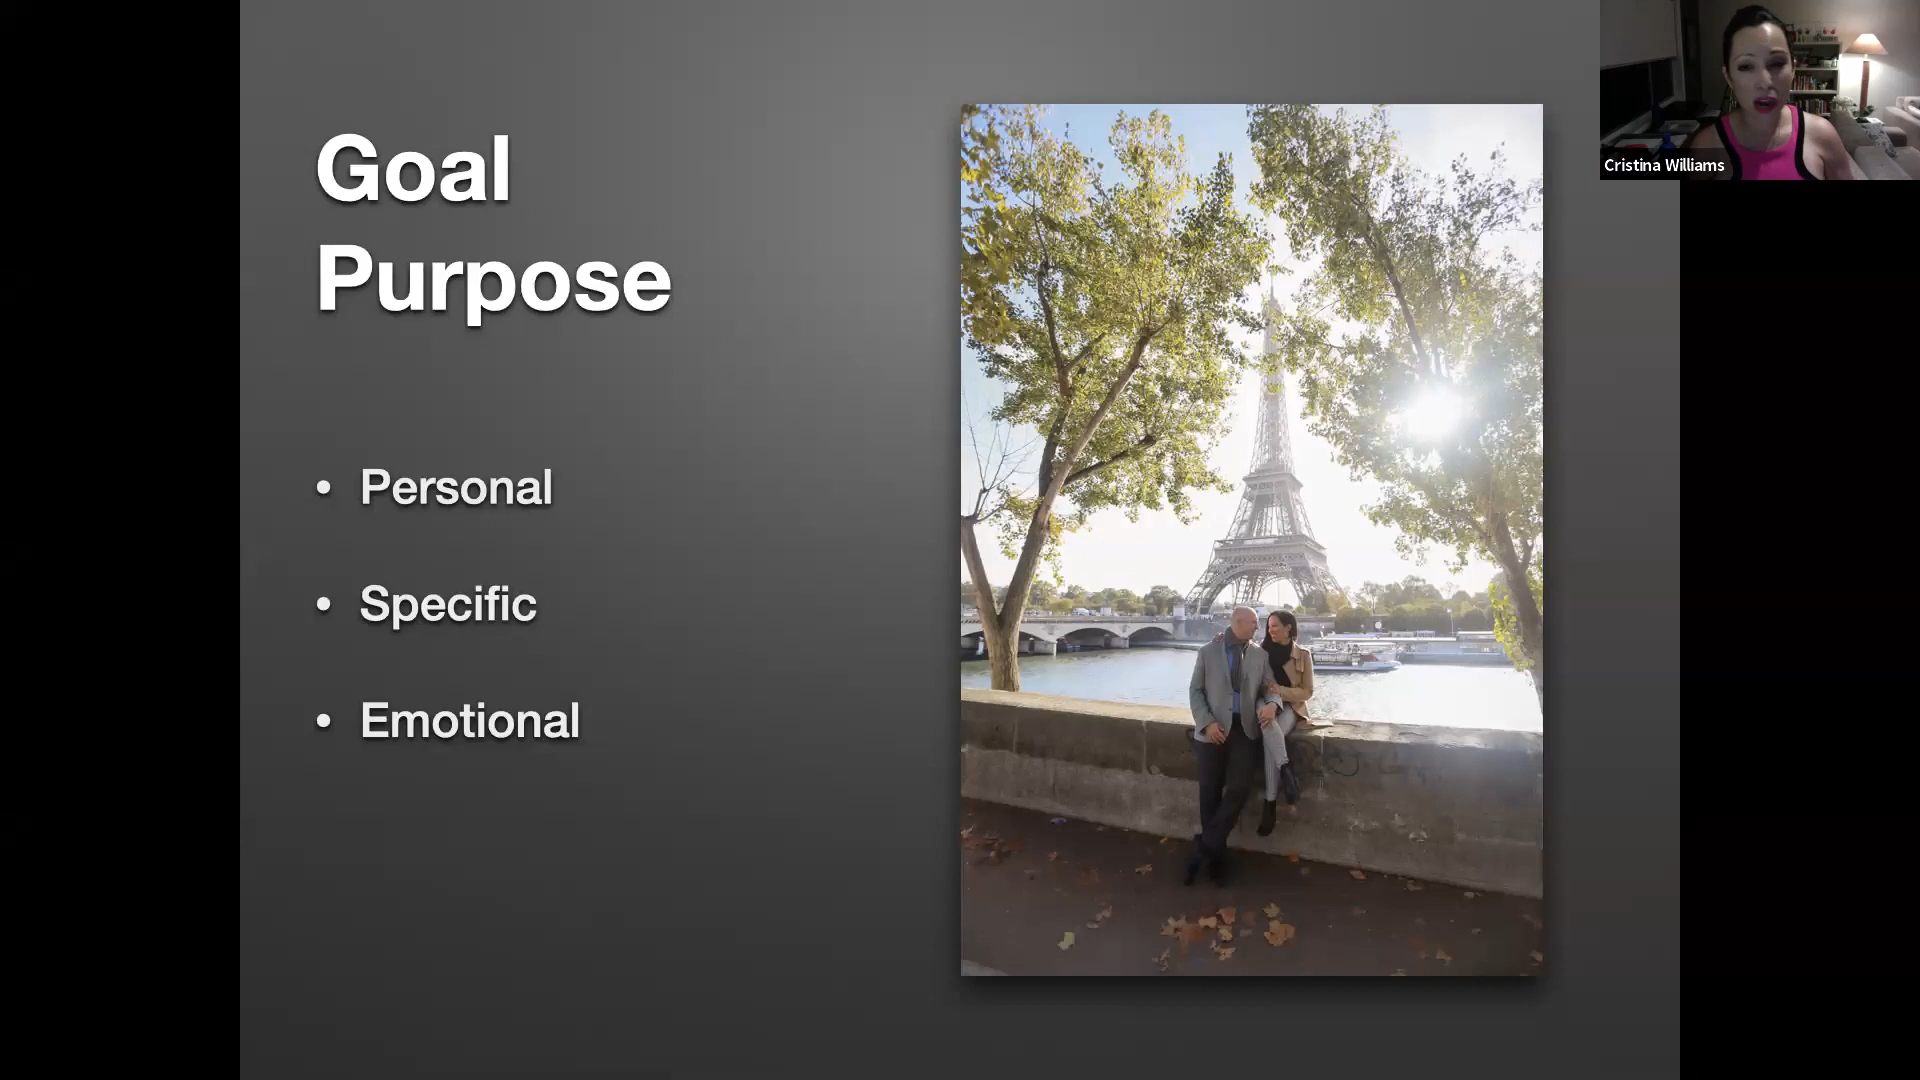 Goal
Purpose
• Personal
• Specific
• Emotional
Cristina Williams